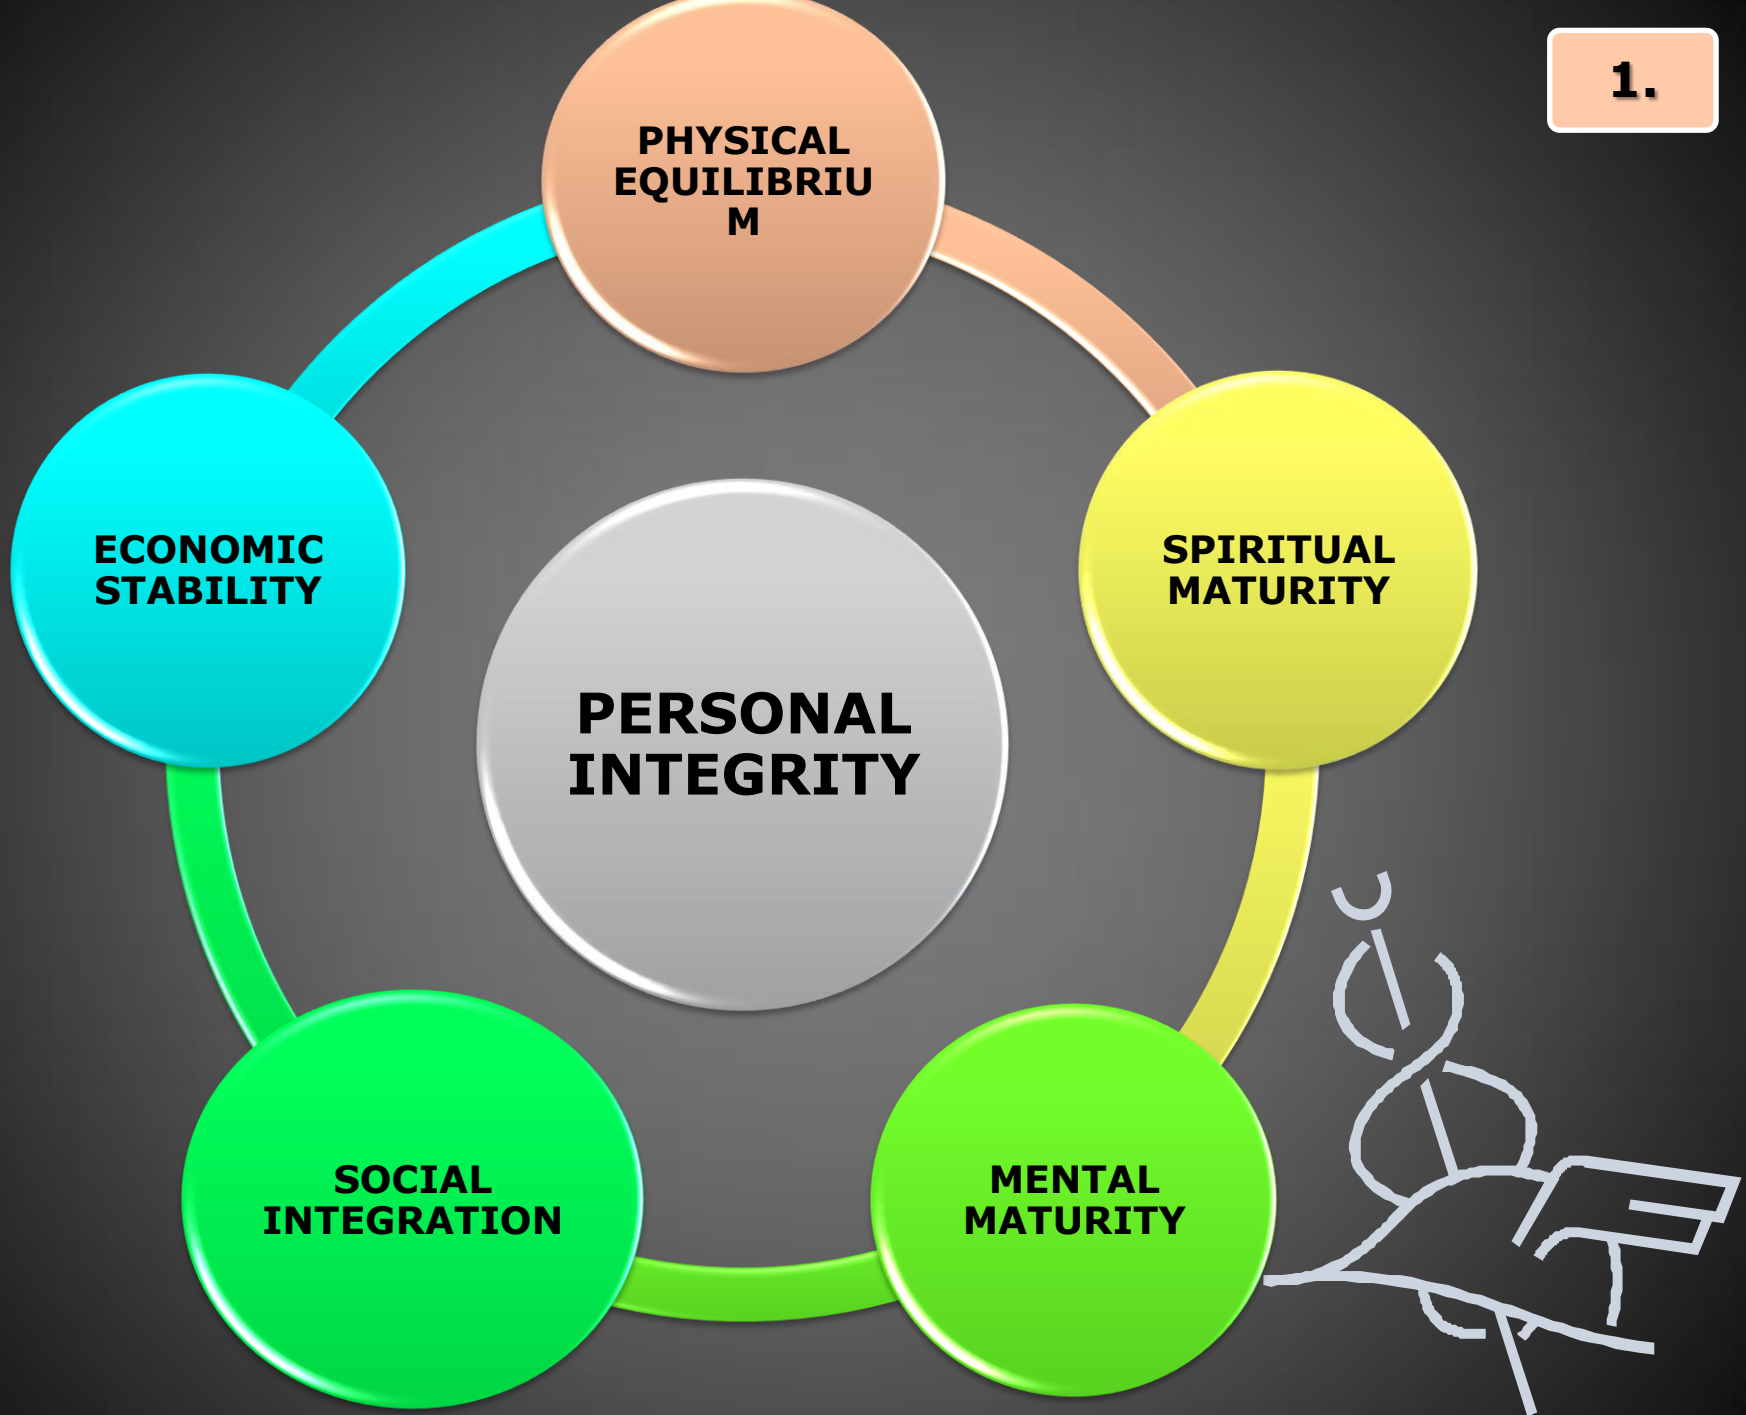 1.
PHYSICAL
EQUILIBRIU
M
ECONOMIC
STABILITY
SPIRITUAL
MATURITY
PERSONAL
INTEGRITY
SOCIAL
INTEGRATION
MENTAL
MATURITY